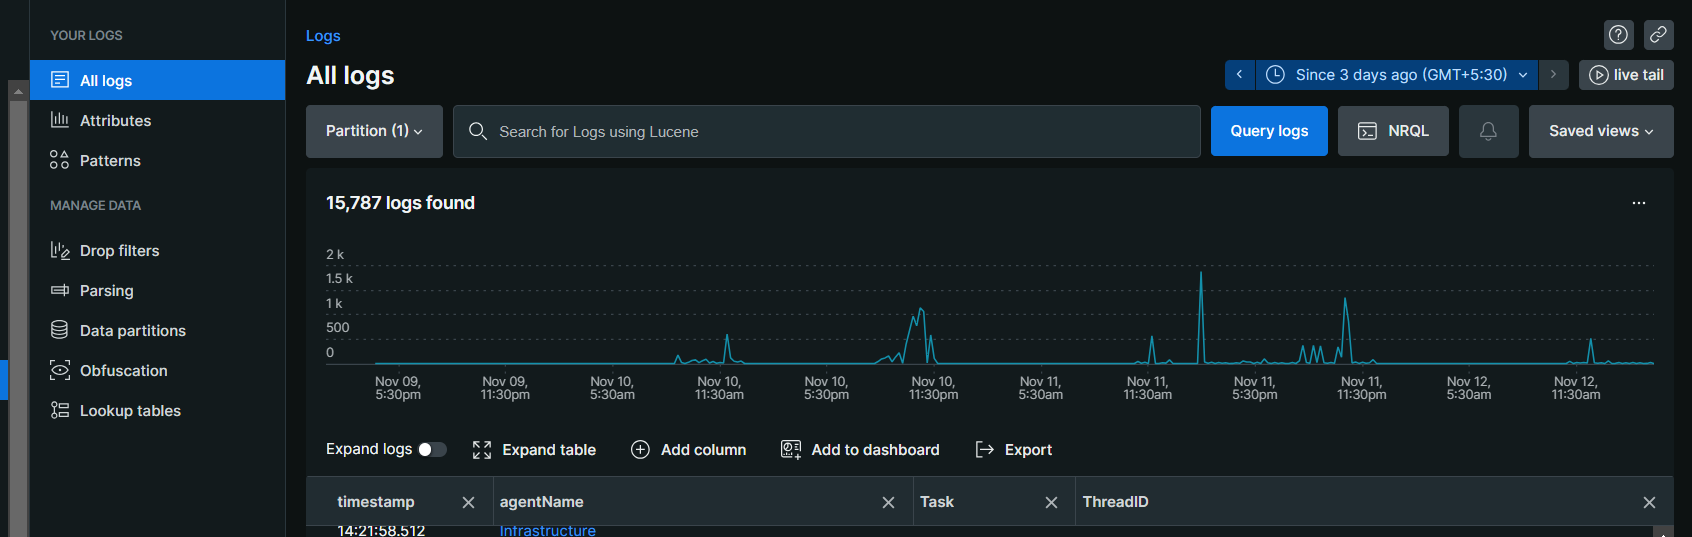 YOUR LOGS
All logs
Attributes
Patterns
MANAGE DATA
Drop filters
Parsing
Data partitions
Obfuscation
Lookup tables
Logs
All logs
Since 3 days ago (GMT+5:30)
live tail
Partition (1)
Search for Logs using Lucene
Query logs
NRQL
Saved views
15,787 logs found
2 k
1.5 k
1 k
500
0
Nov 09,
5:30pm
Nov 09,
11:30pm
Nov 10,
5:30am
Nov 10,
11:30am
Nov 10,
5:30pm
Nov 10,
11:30pm
Nov 11,
5:30am
Nov 11,
11:30am
Nov 11,
5:30pm
Nov 11,
11:30pm
Nov 12,
5:30am
Nov 12,
11:30am
Expand logs
Expand table
Add column
Add to dashboard
Export
timestamp
agentName
Task
ThreadID
14:21:58.512
Infrastructure